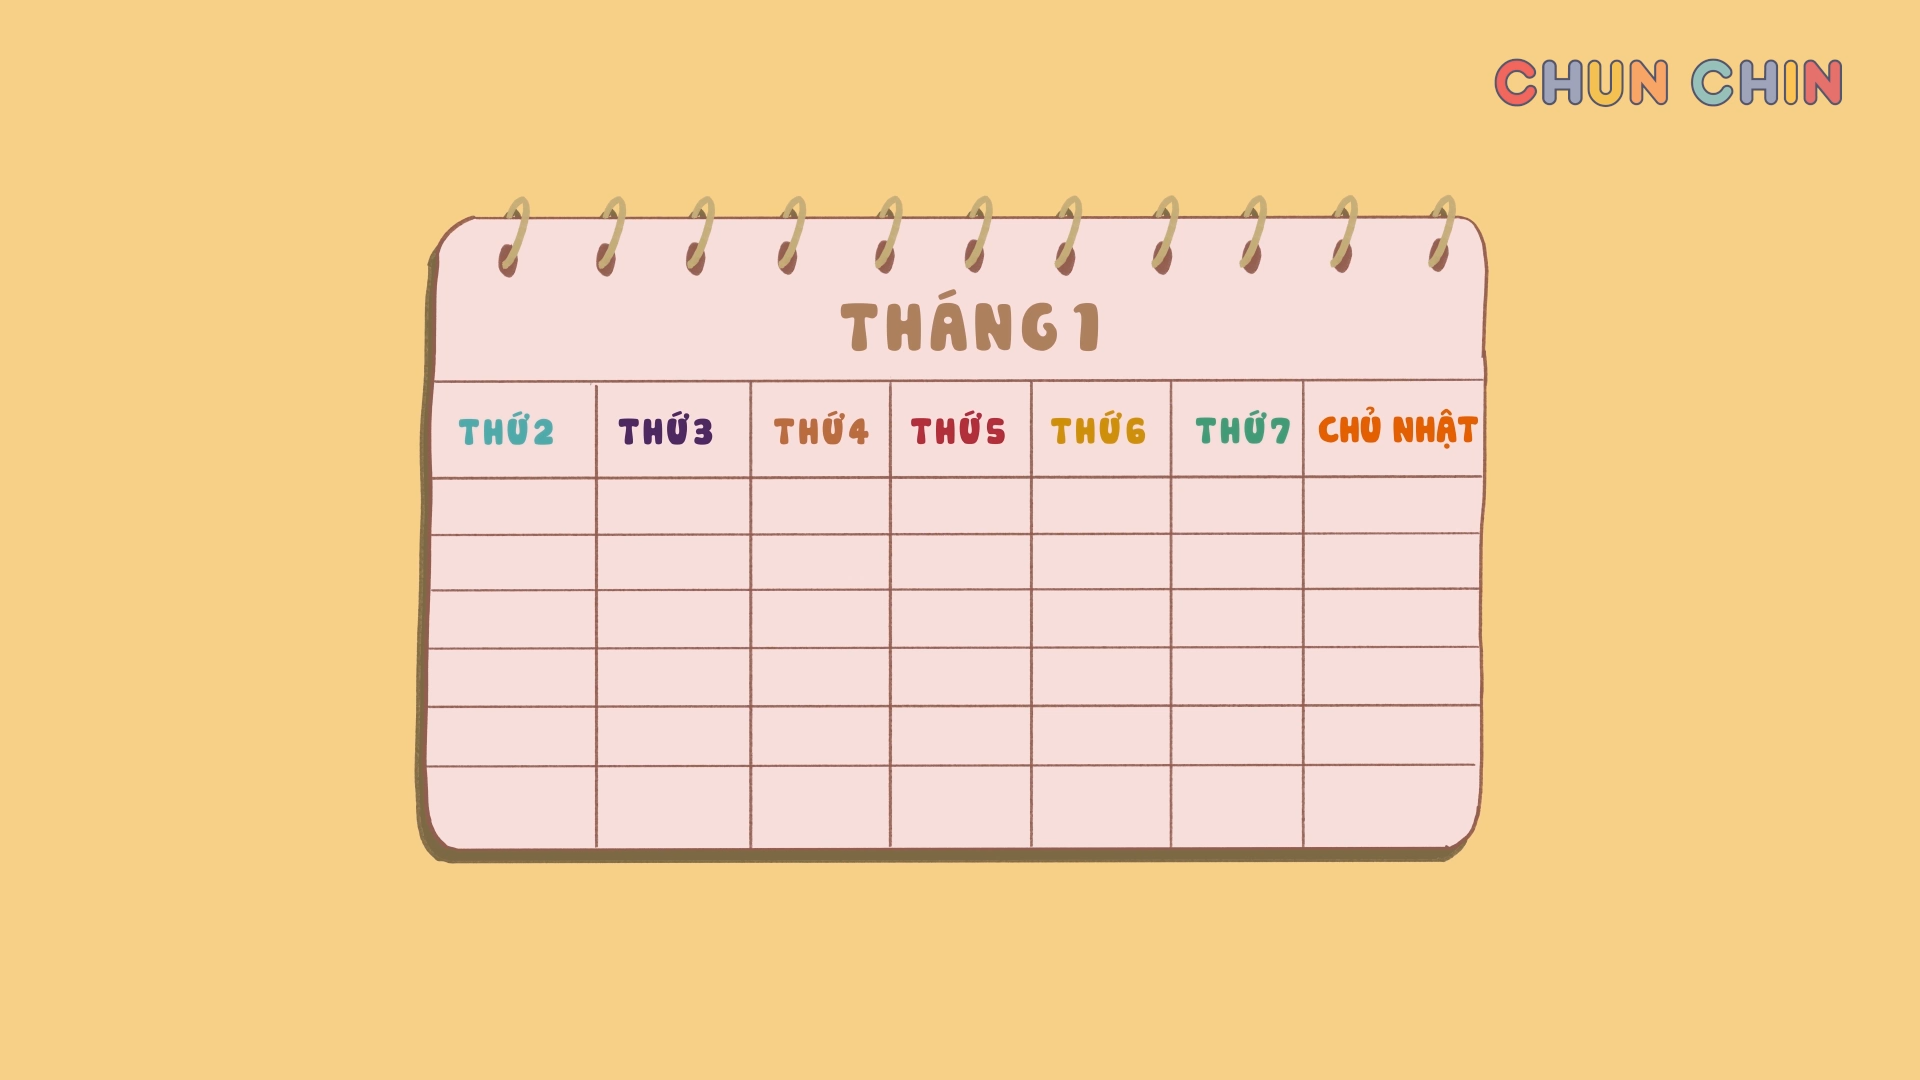 CHUN CHIN
THÁNG 1
THỨ 2 THỨ 3 THỨ 4 THỨ 5 THỨ 6 THỨ 7 CHỦ NHẬT